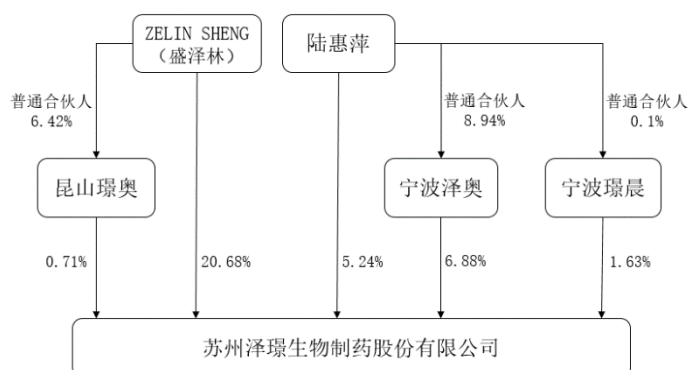 ZELIN SHENG
（盛泽林）
陆惠萍
普通合伙人
6.42%
普通合伙人
8.94%
普通合伙人
0.1%
昆山璟奥
宁波泽奥
宁波璟晨
0.71%
20.68%
5.24%
6.88%
1.63%
苏州泽璟生物制药股份有限公司